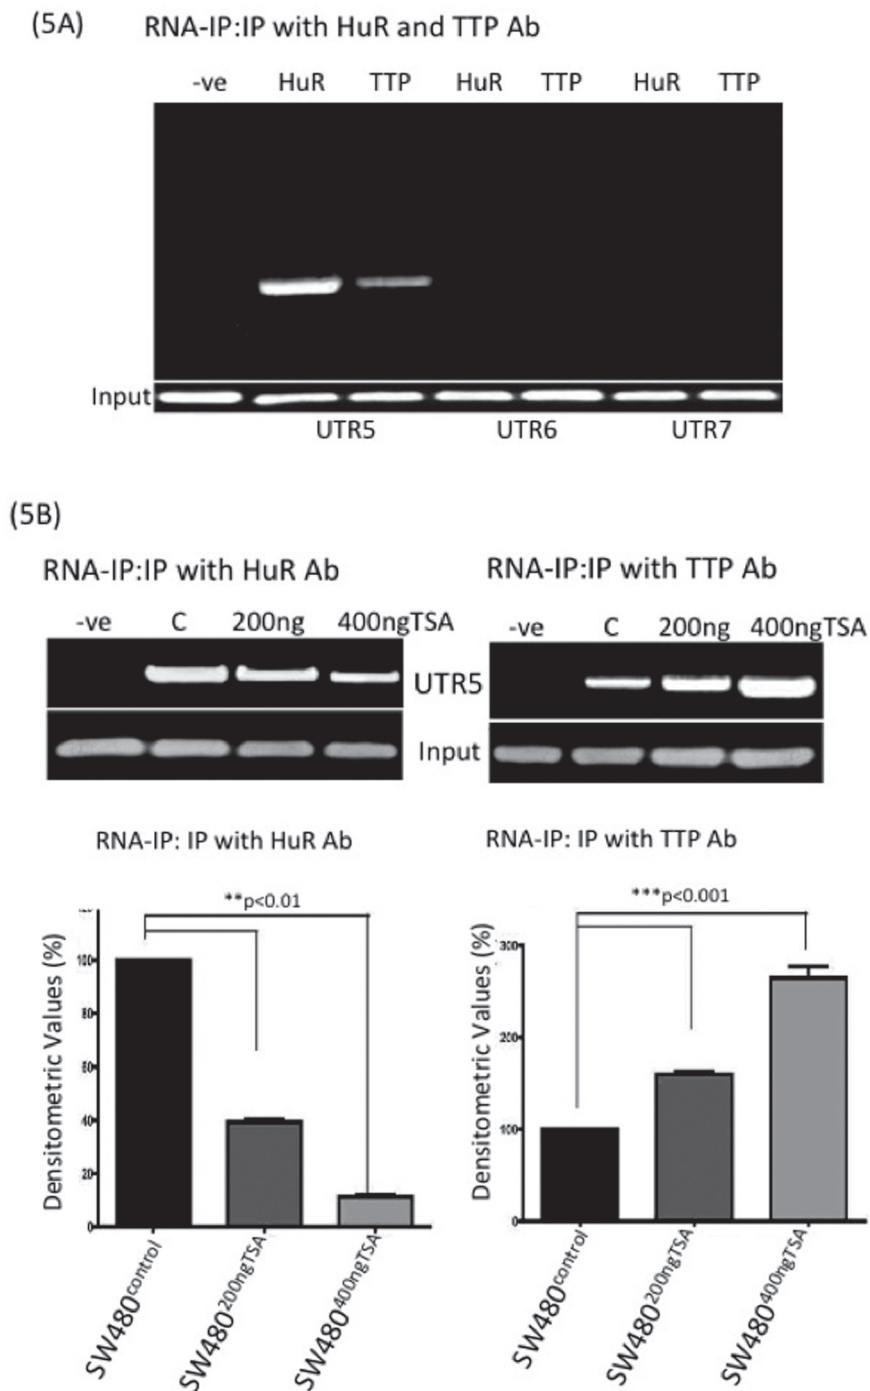 (5A) RNA-IP:IP with HuR and TTP Ab
-ve HuR TTP HuR TTP HuR TTP
Input
UTR5 UTR6 UTR7
(5B)
RNA-IP:IP with HuR Ab
-ve C 200ng 400ngTSA
UTR5
Input
RNA-IP:IP with TTP Ab
-ve C 200ng 400ngTSA
RNA-IP: IP with HuR Ab
**p<0.01
Densitometric Values (%)
120
100
80
60
40
20
0
SW480control
SW480200ngTSA
SW480400ngTSA
RNA-IP: IP with TTP Ab
***p<0.001
Densitometric Values (%)
300
200
100
0
SW480control
SW480200ngTSA
SW480400ngTSA